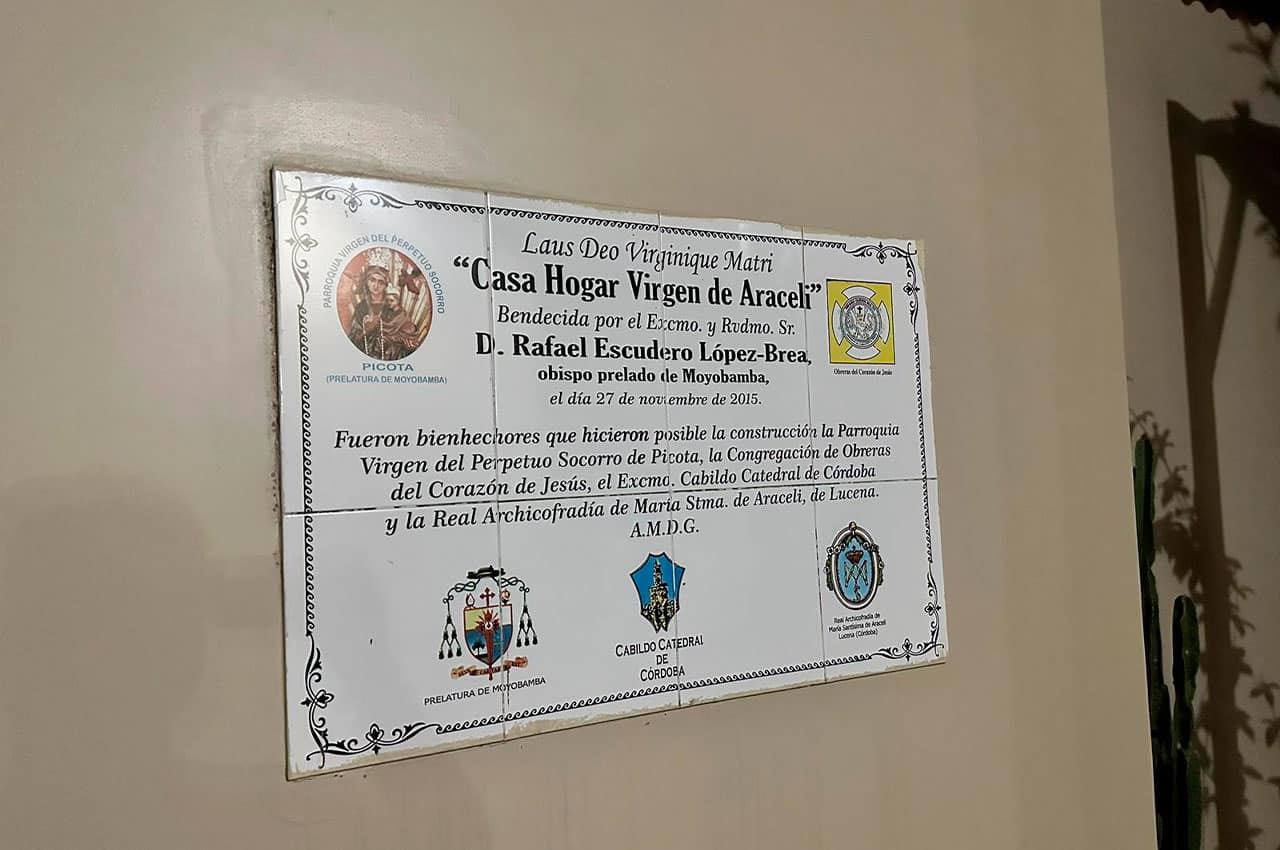 Laus Deo Virginique Matri
“Casa Hogar Virgen de Araceli”
Bendecida por el Excmo. y Rvdmo. Sr.
D. Rafael Escudero López-Brea,
obispo prelado de Moyobamba,
el día 27 de noviembre de 2015.
PARROQUIA VIRGEN DEL PERPETUO SOCORRO
PICOTA
(PRELATURA DE MOYOBAMBA)
Obreras del Corazón de Jesús
Fueron bienhechores que hicieron posible la construcción la Parroquia
Virgen del Perpetuo Socorro de Picota, la Congregación de Obreras
del Corazón de Jesús, el Excmo. Cabildo Catedral de Córdoba
y la Real Archicofradía de María Stma. de Araceli, de Lucena.
A.M.D.G.
PRELATURA DE MOYOBAMBA
CABILDO CATEDRAL
DE
CÓRDOBA
Real Archicofradía de
María Santísima de Araceli
Lucena (Córdoba)